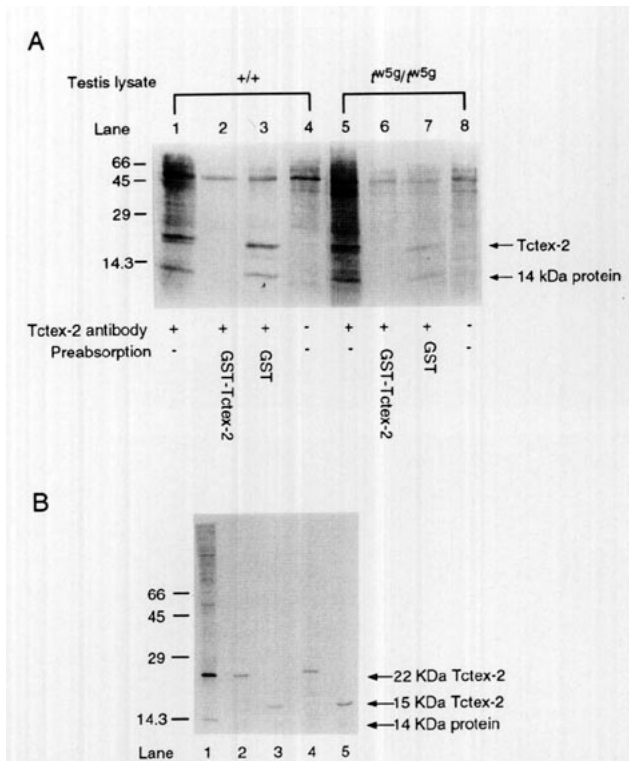 A
Testis lysate
+/+
tw5g/tw5g
Lane
1 2 3 4 5 6 7 8
66
45
29
14.3
Tctex-2
14 kDa protein
Tctex-2 antibody + + + - + + + -
Preabsorption - GST-Tctex-2 GST - - GST-Tctex-2 GST -
B
66
45
29
14.3
22 KDa Tctex-2
15 KDa Tctex-2
14 KDa protein
Lane 1 2 3 4 5